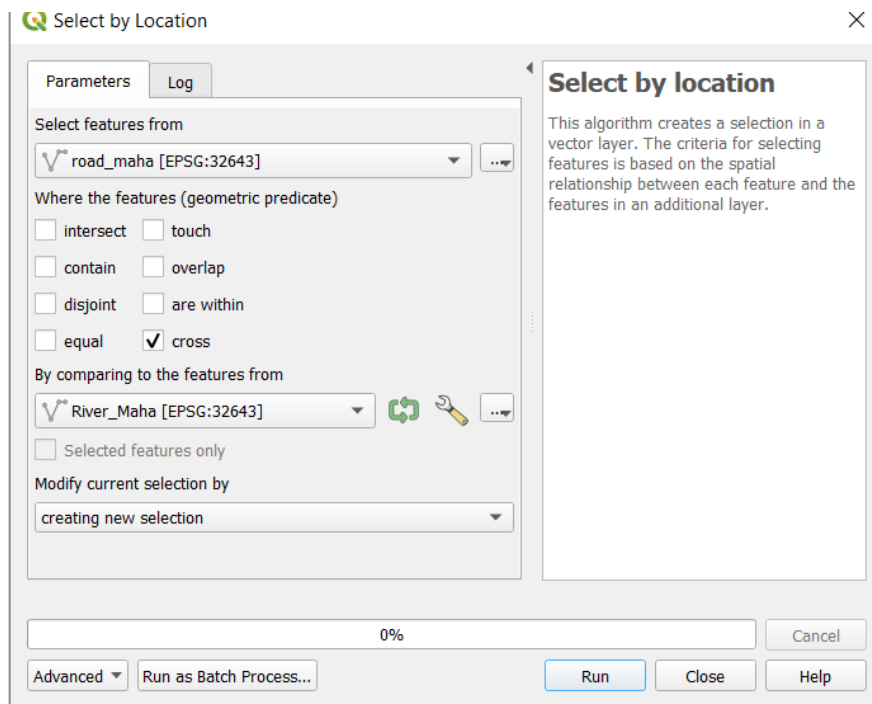 Select by Location
Parameters
Log
Select features from
road_maha [EPSG:32643]
...
Where the features (geometric predicate)
intersect
touch
contain
overlap
disjoint
are within
equal
cross
By comparing to the features from
River_Maha [EPSG:32643]
...
Selected features only
Modify current selection by
creating new selection
Select by location
This algorithm creates a selection in a
vector layer. The criteria for selecting
features is based on the spatial
relationship between each feature and the
features in an additional layer.
0%
Cancel
Advanced
Run as Batch Process...
Run
Close
Help